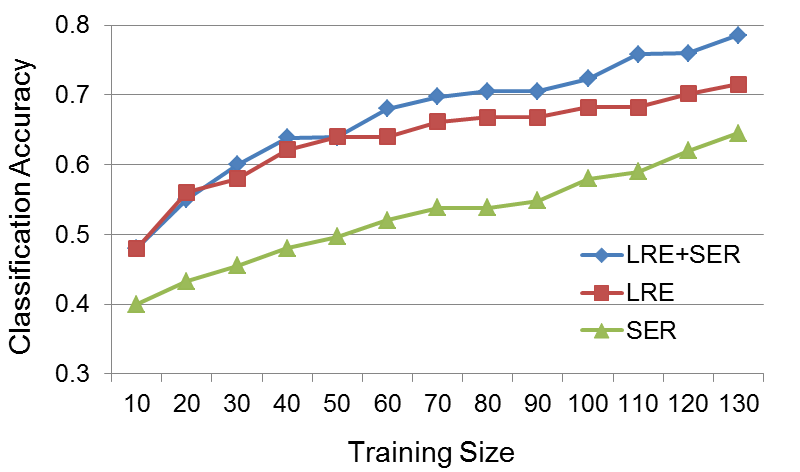 Classification Accuracy
0.8
0.7
0.6
0.5
0.4
0.3
LRE+SER
LRE
SER
10 20 30 40 50 60 70 80 90 100 110 120 130
Training Size